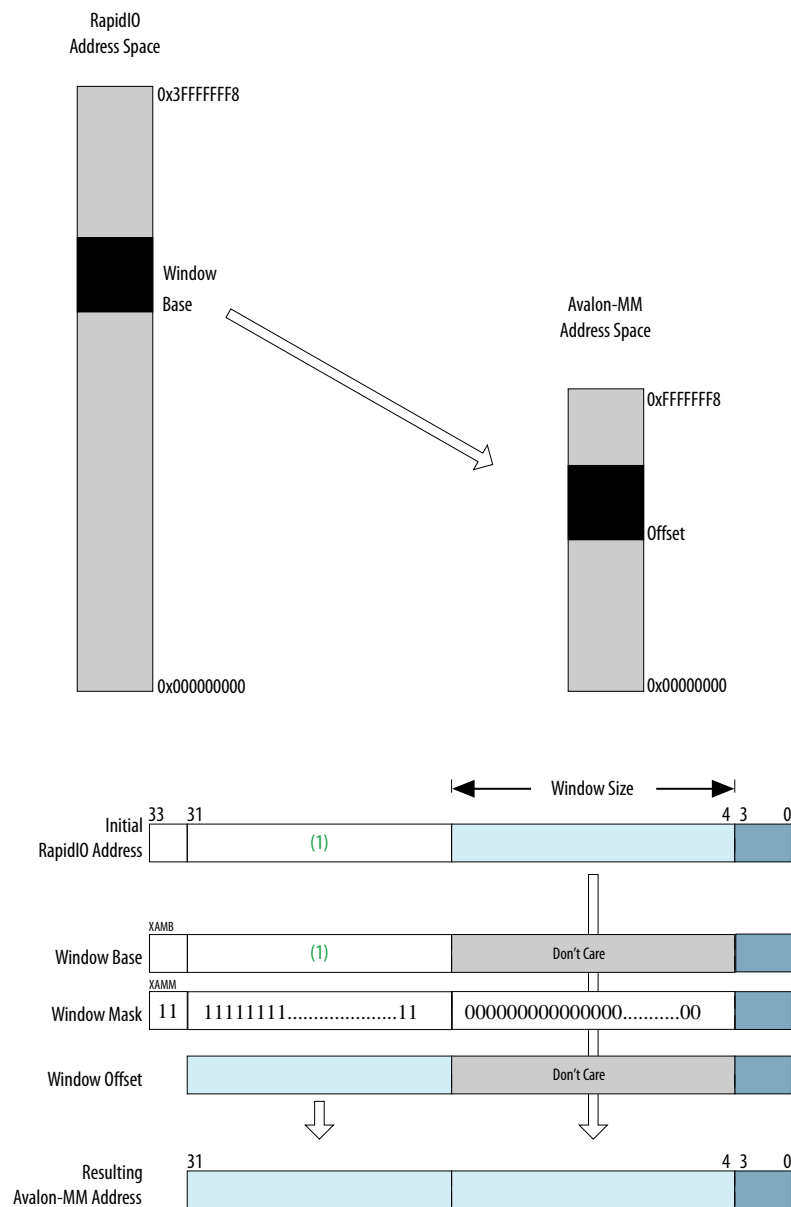 RapidIO
Address Space
0x3FFFFFFF8
Window
Base
Avalon-MM
Address Space
0xFFFFFFF8
Offset
0x000000000
0x00000000
Window Size
33 31 4 3 0
Initial
RapidIO Address
(1)
XAMB
Window Base (1) Don't Care
XAMM
Window Mask 11 11111111.....................11 000000000000000...........00
Window Offset Don't Care
31 4 3 0
Resulting
Avalon-MM Address